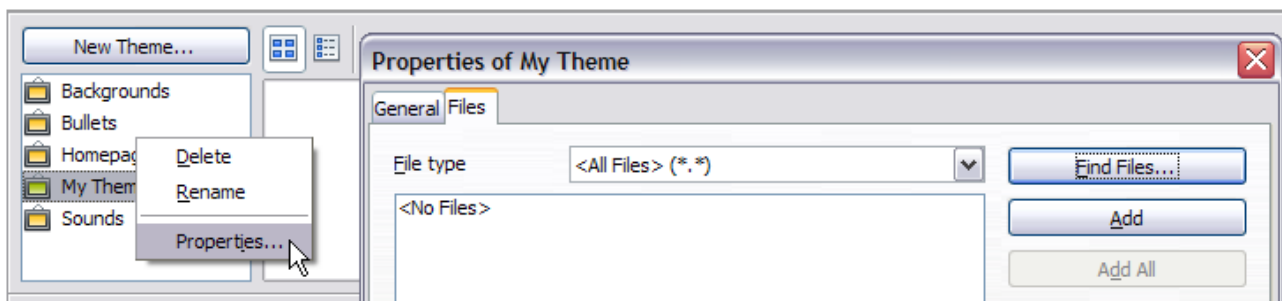 New Theme...
Backgrounds
Bullets
Homepag
My Them
Sounds
Delete
Rename
Properties...
Properties of My Theme
General Files
File type
<All Files> (*.*)
Find Files...
<No Files>
Add
Add All